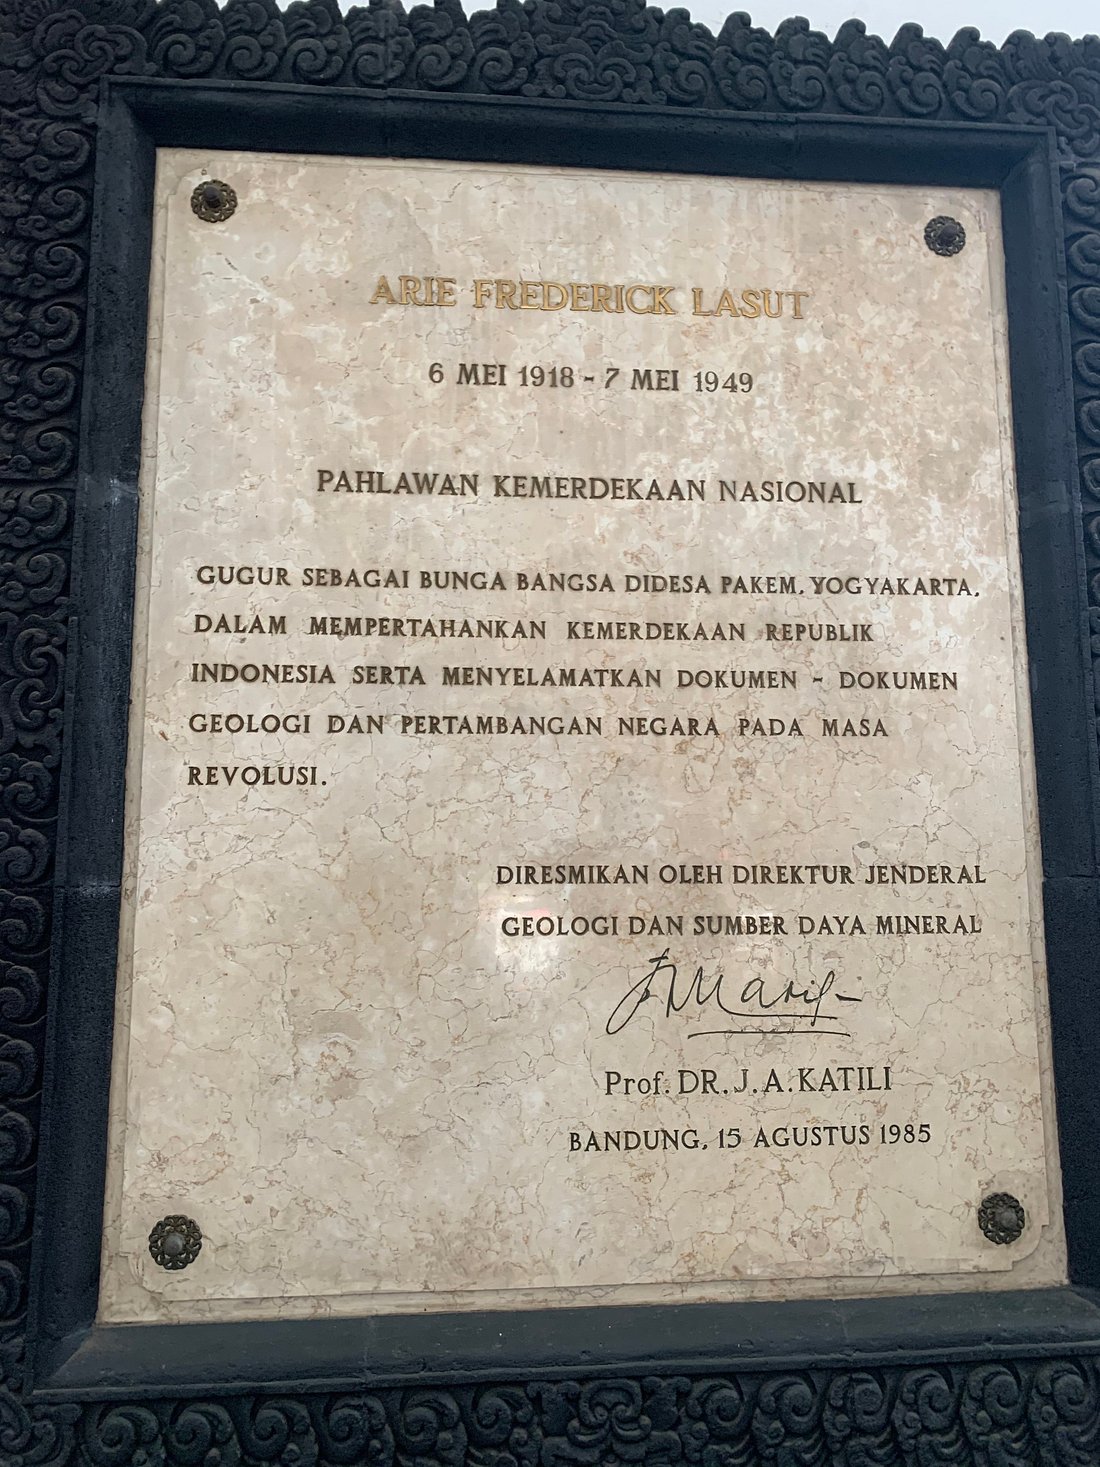 ARIE FREDERICK LASUT
6 MEI 1918 - 7 MEI 1949
PAHLAWAN KEMERDEKAAN NASIONAL
GUGUR SEBAGAI BUNGA BANGSA DIDESA PAKEM, YOGYAKARTA,
DALAM MEMPERTAHANKAN KEMERDEKAAN REPUBLIK
INDONESIA SERTA MENYELAMATKAN DOKUMEN - DOKUMEN
GEOLOGI DAN PERTAMBANGAN NEGARA PADA MASA
REVOLUSI.
DIRESMIKAN OLEH DIREKTUR JENDERAL
GEOLOGI DAN SUMBER DAYA MINERAL
Prof. DR. J. A. KATILI
BANDUNG, 15 AGUSTUS 1985